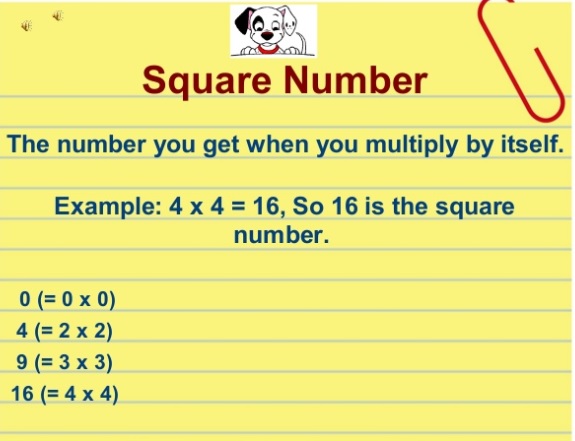 Square Number
The number you get when you multiply by itself.
Example: 4 x 4 = 16, So 16 is the square
number.
0 (= 0 x 0)
4 (= 2 x 2)
9 (= 3 x 3)
16 (= 4 x 4)